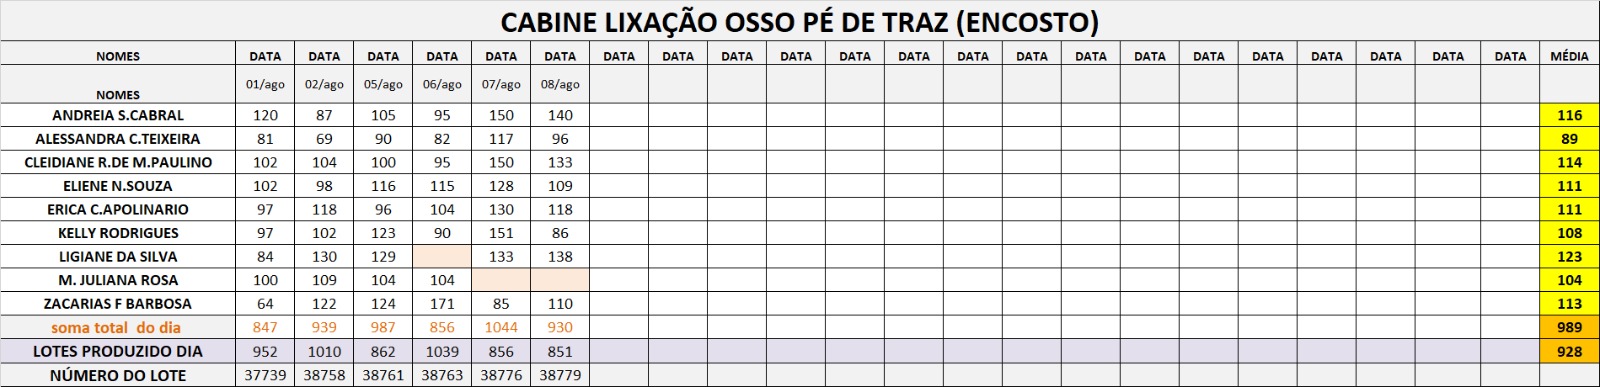 CABINE LIXAÇÃO OSSO PÉ DE TRAZ (ENCOSTO)
NOMES DATA DATA DATA DATA DATA DATA DATA DATA DATA DATA DATA DATA DATA DATA DATA DATA DATA DATA DATA DATA DATA DATA MÉDIA
NOMES 01/ago 02/ago 05/ago 06/ago 07/ago 08/ago
ANDREIA S.CABRAL 120 87 105 95 150 140 116
ALESSANDRA C.TEIXEIRA 81 69 90 82 117 96 89
CLEIDIANE R.DE M.PAULINO 102 104 100 95 150 133 114
ELIENE N.SOUZA 102 98 116 115 128 109 111
ERICA C.APOLINARIO 97 118 96 104 130 118 111
KELLY RODRIGUES 97 102 123 90 151 86 108
LIGIANE DA SILVA 84 130 129 133 138 123
M. JULIANA ROSA 100 109 104 104 104
ZACARIAS F BARBOSA 64 122 124 171 85 110 113
soma total do dia 847 939 987 856 1044 930 989
LOTES PRODUZIDO DIA 952 1010 862 1039 856 851 928
NÚMERO DO LOTE 37739 38758 38761 38763 38776 38779